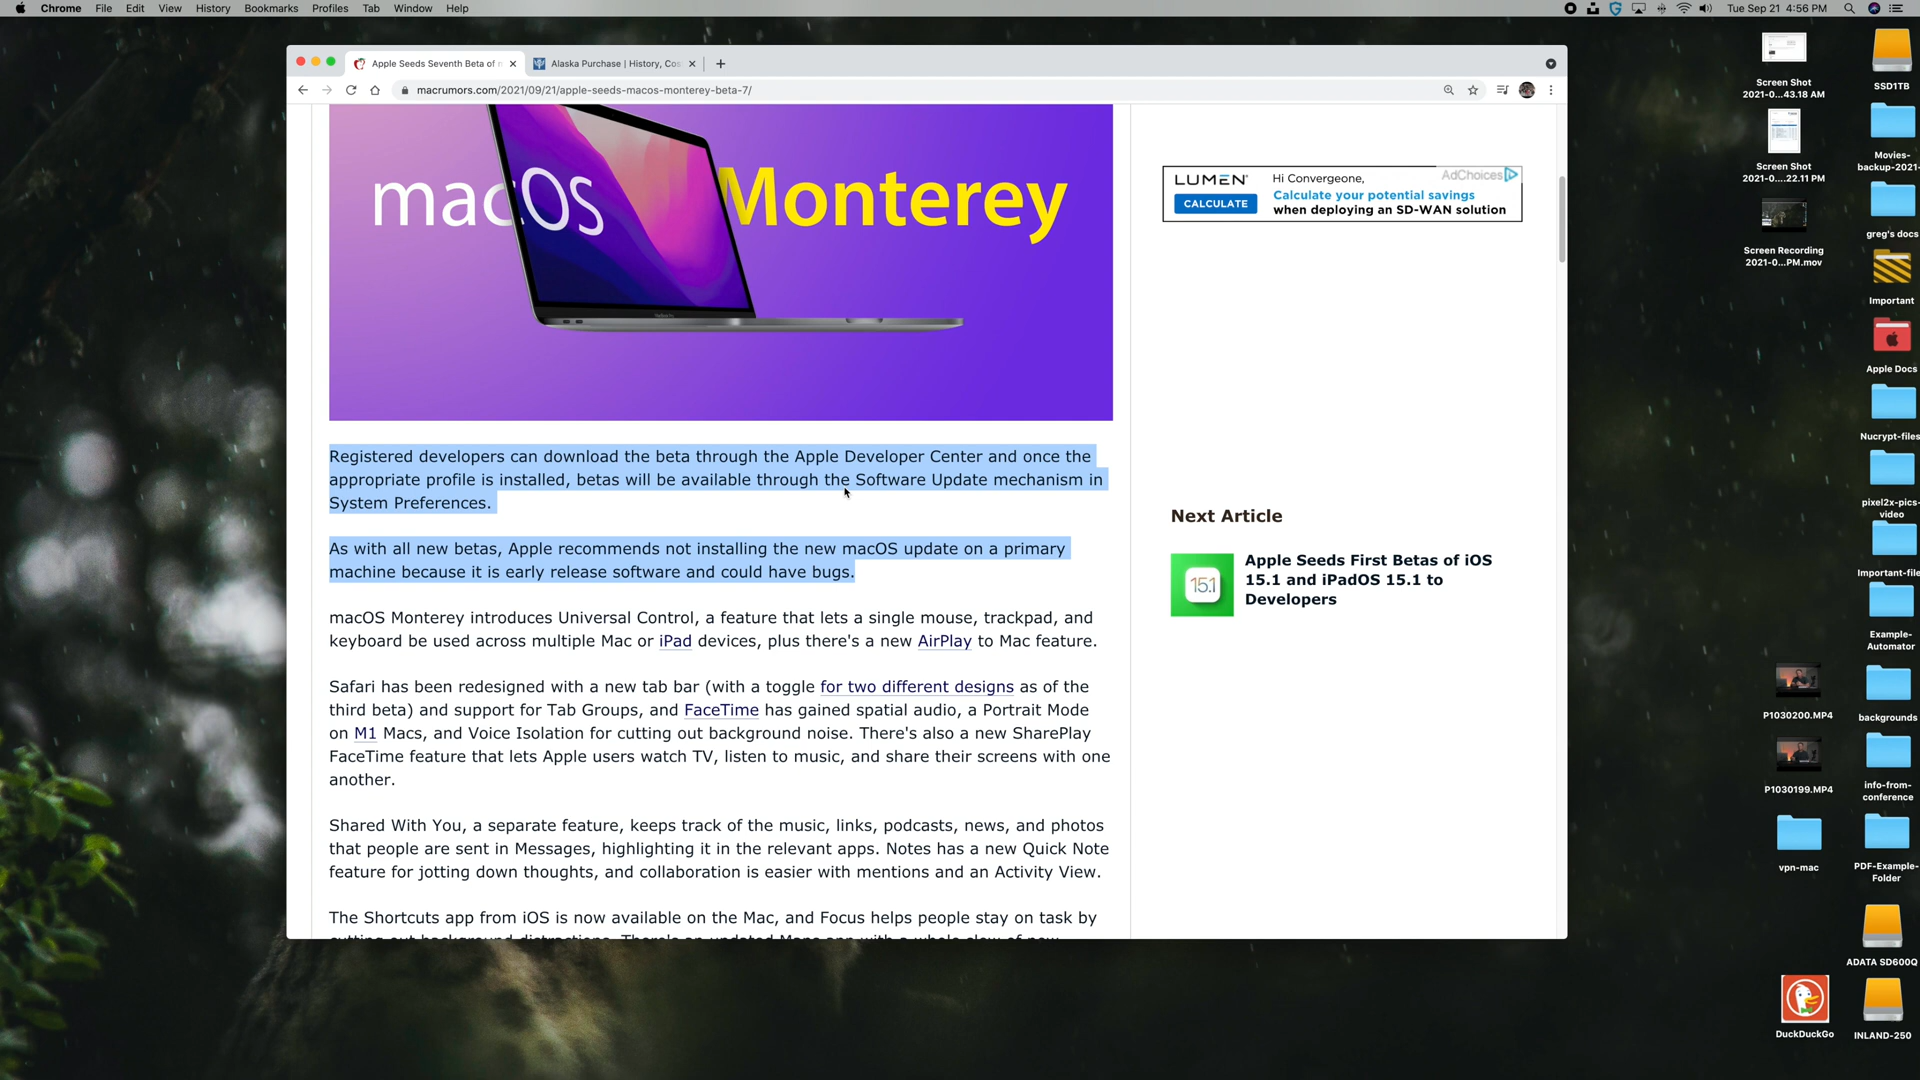 Chrome File Edit View History Bookmarks Profiles Tab Window Help
Tue Sep 21 4:56 PM
Apple Seeds Seventh Beta of
Alaska Purchase | History, Cos
macrumors.com/2021/09/21/apple-seeds-macos-monterey-beta-7/
macOS Monterey
Registered developers can download the beta through the Apple Developer Center and once the
appropriate profile is installed, betas will be available through the Software Update mechanism in
System Preferences.
As with all new betas, Apple recommends not installing the new macOS update on a primary
machine because it is early release software and could have bugs.
macOS Monterey introduces Universal Control, a feature that lets a single mouse, trackpad, and
keyboard be used across multiple Mac or iPad devices, plus there's a new AirPlay to Mac feature.
Safari has been redesigned with a new tab bar (with a toggle for two different designs as of the
third beta) and support for Tab Groups, and FaceTime has gained spatial audio, a Portrait Mode
on M1 Macs, and Voice Isolation for cutting out background noise. There's also a new SharePlay
FaceTime feature that lets Apple users watch TV, listen to music, and share their screens with one
another.
Shared With You, a separate feature, keeps track of the music, links, podcasts, news, and photos
that people are sent in Messages, highlighting it in the relevant apps. Notes has a new Quick Note
feature for jotting down thoughts, and collaboration is easier with mentions and an Activity View.
The Shortcuts app from iOS is now available on the Mac, and Focus helps people stay on task by
LUMEN
CALCULATE
Hi Convergeone,
AdChoices
Calculate your potential savings
when deploying an SD-WAN solution
Next Article
15.1
Apple Seeds First Betas of iOS
15.1 and iPadOS 15.1 to
Developers
Screen Shot
2021-0...43.18 AM
Screen Shot
2021-0....22.11 PM
Screen Recording
2021-0...PM.mov
P1030200.MP4
P1030199.MP4
vpn-mac
DuckDuckGo
SSD1TB
Movies-
backup-2021-
greg's docs
Important
Apple Docs
Nucrypt-files
pixel2x-pics-
video
Important-file
Example-
Automator
backgrounds
info-from-
conference
PDF-Example-
Folder
ADATA SD600Q
INLAND-250